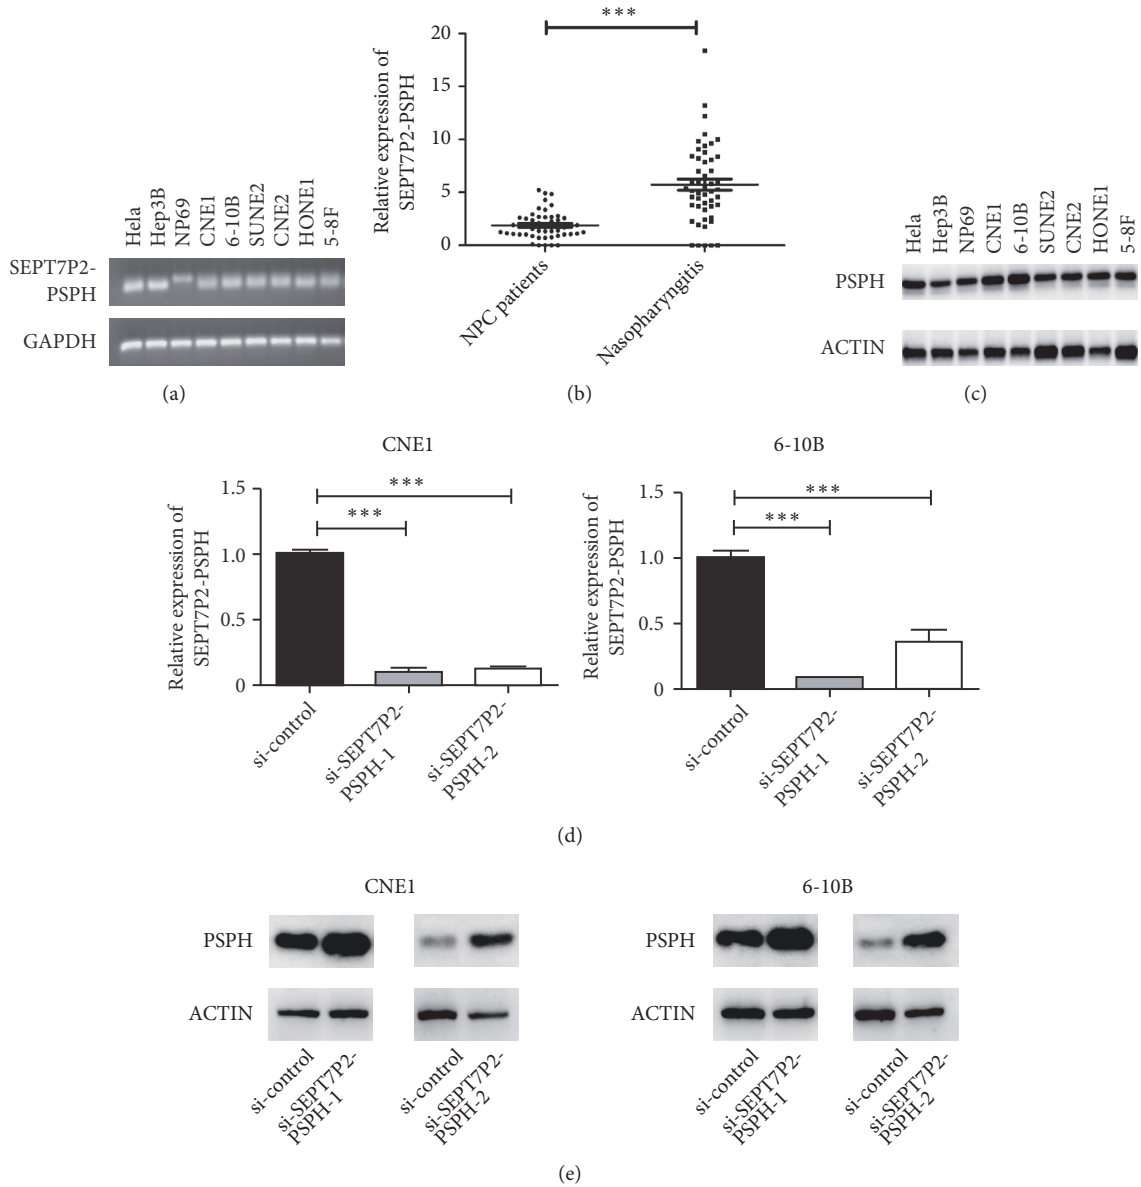 Hela
Hep3B
NP69
CNE1
6-10B
SUNE2
CNE2
HONE1
5-8F
SEPT7P2-
PSPH
GAPDH
(a)
***
Relative expression of
SEPT7P2-PSPH
20
15
10
5
0
NPC patients
Nasopharyngitis
(b)
Hela
Hep3B
NP69
CNE1
6-10B
SUNE2
CNE2
HONE1
5-8F
PSPH
ACTIN
(c)
CNE1
Relative expression of
SEPT7P2-PSPH
1.5
1.0
0.5
0
***
***
si-control
si-SEPT7P2-
PSPH-1
si-SEPT7P2-
PSPH-2
6-10B
Relative expression of
SEPT7P2-PSPH
1.5
1.0
0.5
0
***
***
si-control
si-SEPT7P2-
PSPH-1
si-SEPT7P2-
PSPH-2
(d)
CNE1
PSPH
ACTIN
si-control
si-SEPT7P2-
PSPH-1
si-control
si-SEPT7P2-
PSPH-2
6-10B
PSPH
ACTIN
si-control
si-SEPT7P2-
PSPH-1
si-control
si-SEPT7P2-
PSPH-2
(e)